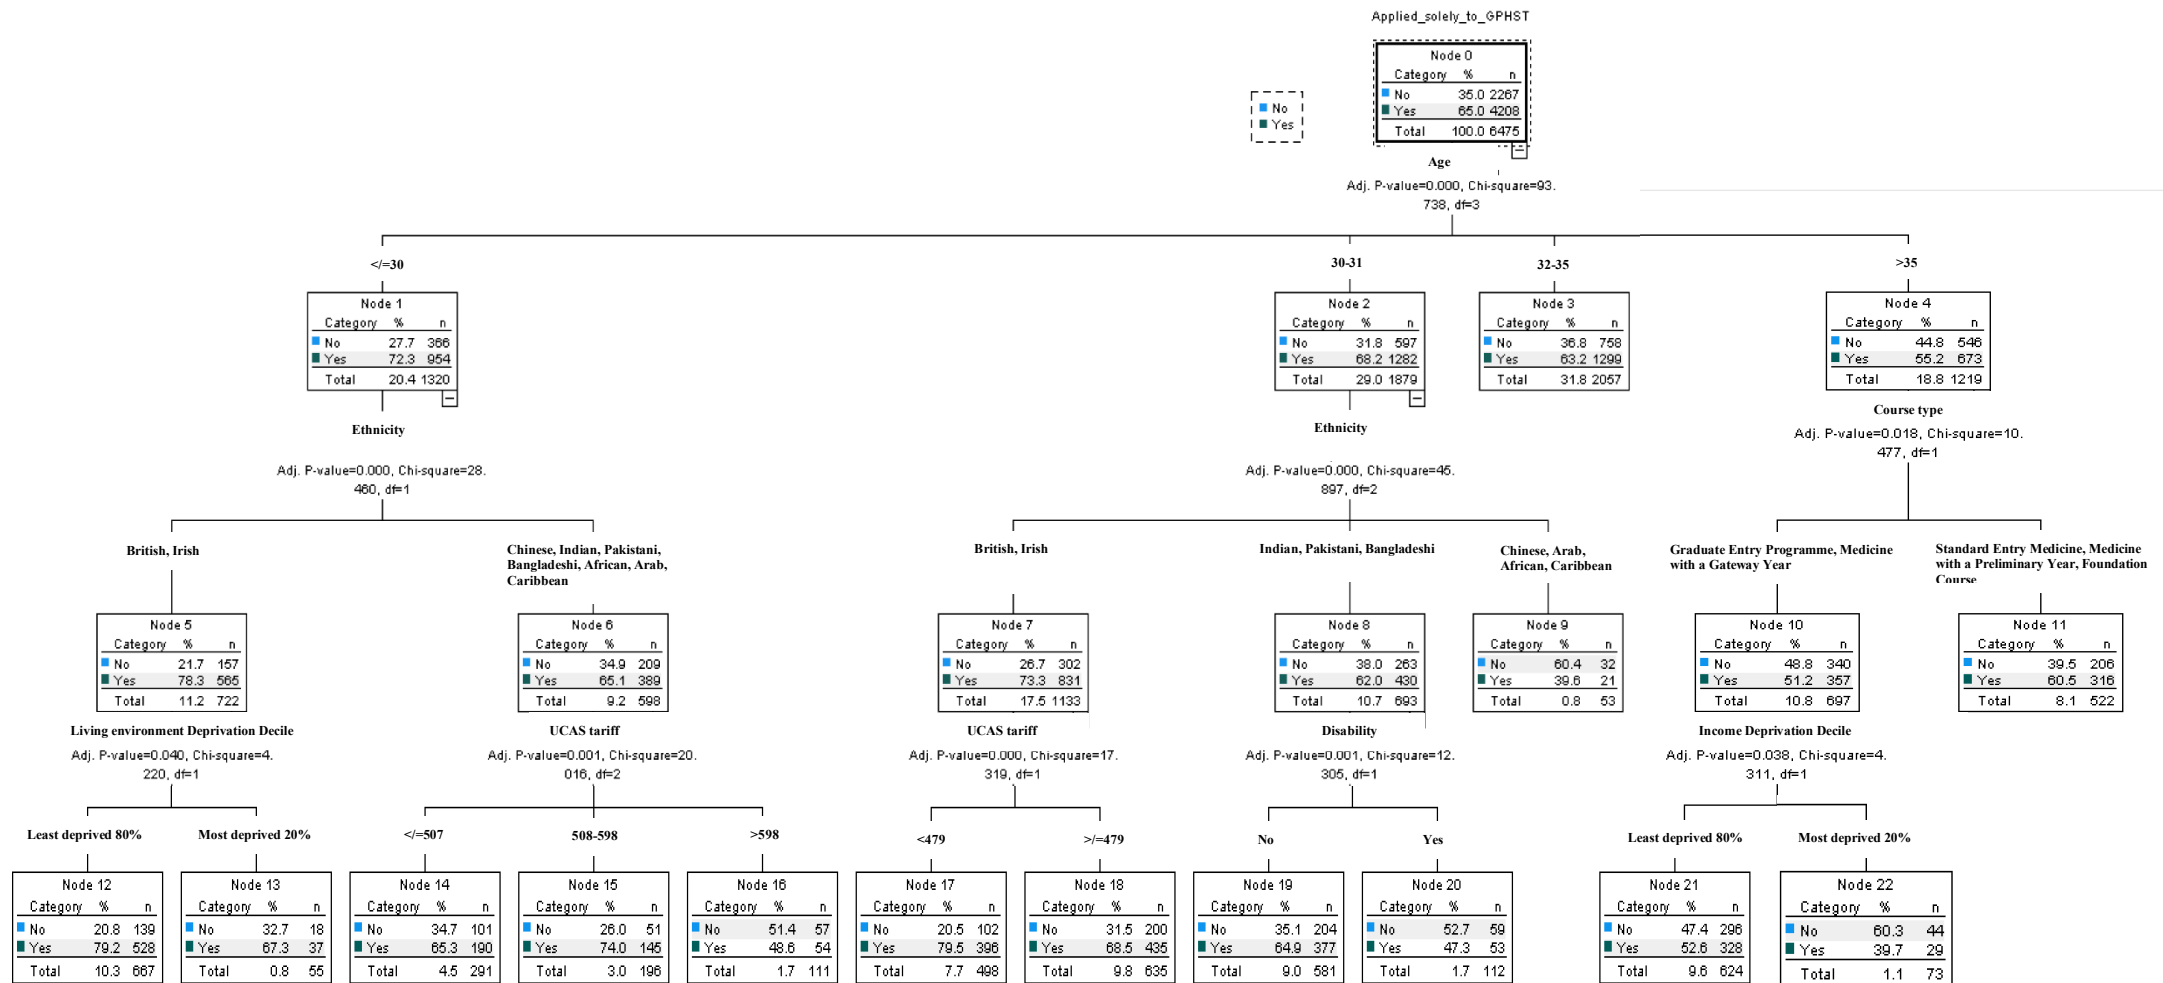 Applied_solely_to_GPHST
No
Yes
Node 0
Category % n
No 35.0 2267
Yes 65.0 4208
Total 100.0 6475
Age
Adj. P-value=0.000, Chi-square=93.
738, df=3
</=30
30-31
32-35
>35
Node 1
Category % n
No 27.7 366
Yes 72.3 954
Total 20.4 1320
Node 2
Category % n
No 31.8 597
Yes 68.2 1282
Total 29.0 1879
Node 3
Category % n
No 36.8 758
Yes 63.2 1299
Total 31.8 2057
Node 4
Category % n
No 44.8 546
Yes 55.2 673
Total 18.8 1219
Ethnicity
Adj. P-value=0.000, Chi-square=28.
460, df=1
Ethnicity
Adj. P-value=0.000, Chi-square=45.
897, df=2
Course type
Adj. P-value=0.018, Chi-square=10.
477, df=1
British, Irish
Chinese, Indian, Pakistani,
Bangladeshi, African, Arab,
Caribbean
British, Irish
Indian, Pakistani, Bangladeshi
Chinese, Arab,
African, Caribbean
Graduate Entry Programme, Medicine
with a Gateway Year
Standard Entry Medicine, Medicine
with a Preliminary Year, Foundation
Course
Node 5
Category % n
No 21.7 157
Yes 78.3 565
Total 11.2 722
Node 6
Category % n
No 34.9 209
Yes 65.1 389
Total 9.2 598
Node 7
Category % n
No 26.7 302
Yes 73.3 831
Total 17.5 1133
Node 8
Category % n
No 38.0 263
Yes 62.0 430
Total 10.7 693
Node 9
Category % n
No 60.4 32
Yes 39.6 21
Total 0.8 53
Node 10
Category % n
No 48.8 340
Yes 51.2 357
Total 10.8 697
Node 11
Category % n
No 39.5 206
Yes 60.5 316
Total 8.1 522
Living environment Deprivation Decile
Adj. P-value=0.040, Chi-square=4.
220, df=1
UCAS tariff
Adj. P-value=0.001, Chi-square=20.
016, df=2
UCAS tariff
Adj. P-value=0.000, Chi-square=17.
319, df=1
Disability
Adj. P-value=0.001, Chi-square=12.
305, df=1
Income Deprivation Decile
Adj. P-value=0.038, Chi-square=4.
311, df=1
Least deprived 80%
Most deprived 20%
</=507
508-598
>598
<479
>/=479
No
Yes
Least deprived 80%
Most deprived 20%
Node 12
Category % n
No 20.8 139
Yes 79.2 528
Total 10.3 667
Node 13
Category % n
No 32.7 18
Yes 67.3 37
Total 0.8 55
Node 14
Category % n
No 34.7 101
Yes 65.3 190
Total 4.5 291
Node 15
Category % n
No 26.0 51
Yes 74.0 145
Total 3.0 196
Node 16
Category % n
No 51.4 57
Yes 48.6 54
Total 1.7 111
Node 17
Category % n
No 20.5 102
Yes 79.5 396
Total 7.7 498
Node 18
Category % n
No 31.5 200
Yes 68.5 435
Total 9.8 635
Node 19
Category % n
No 35.1 204
Yes 64.9 377
Total 9.0 581
Node 20
Category % n
No 52.7 59
Yes 47.3 53
Total 1.7 112
Node 21
Category % n
No 47.4 296
Yes 52.6 328
Total 9.6 624
Node 22
Category % n
No 60.3 44
Yes 39.7 29
Total 1.1 73